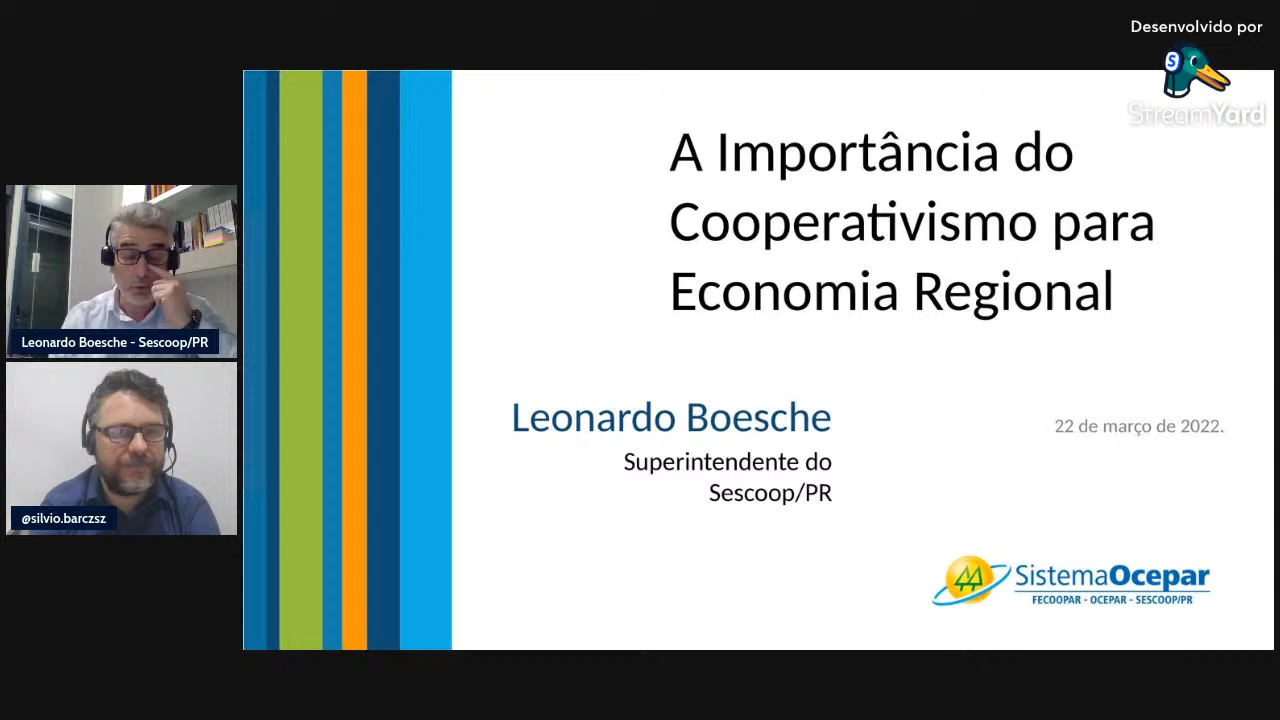 Desenvolvido por
StreamYard
A Importância do
Cooperativismo para
Economia Regional
Leonardo Boesche
22 de março de 2022.
Superintendente do
Sescoop/PR
SistemaOcepar
FECOOPAR - OCEPAR - SESCOOP/PR
Leonardo Boesche - Sescoop/PR
@silvio.barczsz